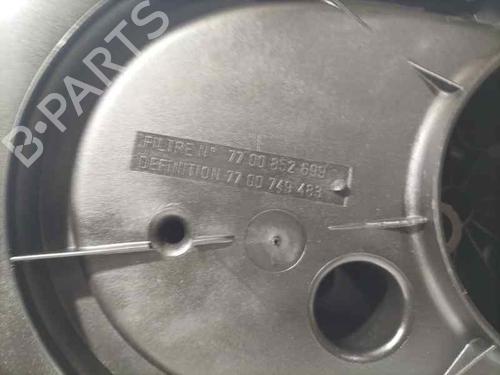 B-PARTS
FILTRE N° 77 00 852 699
DEFINITION 77 00 749 483